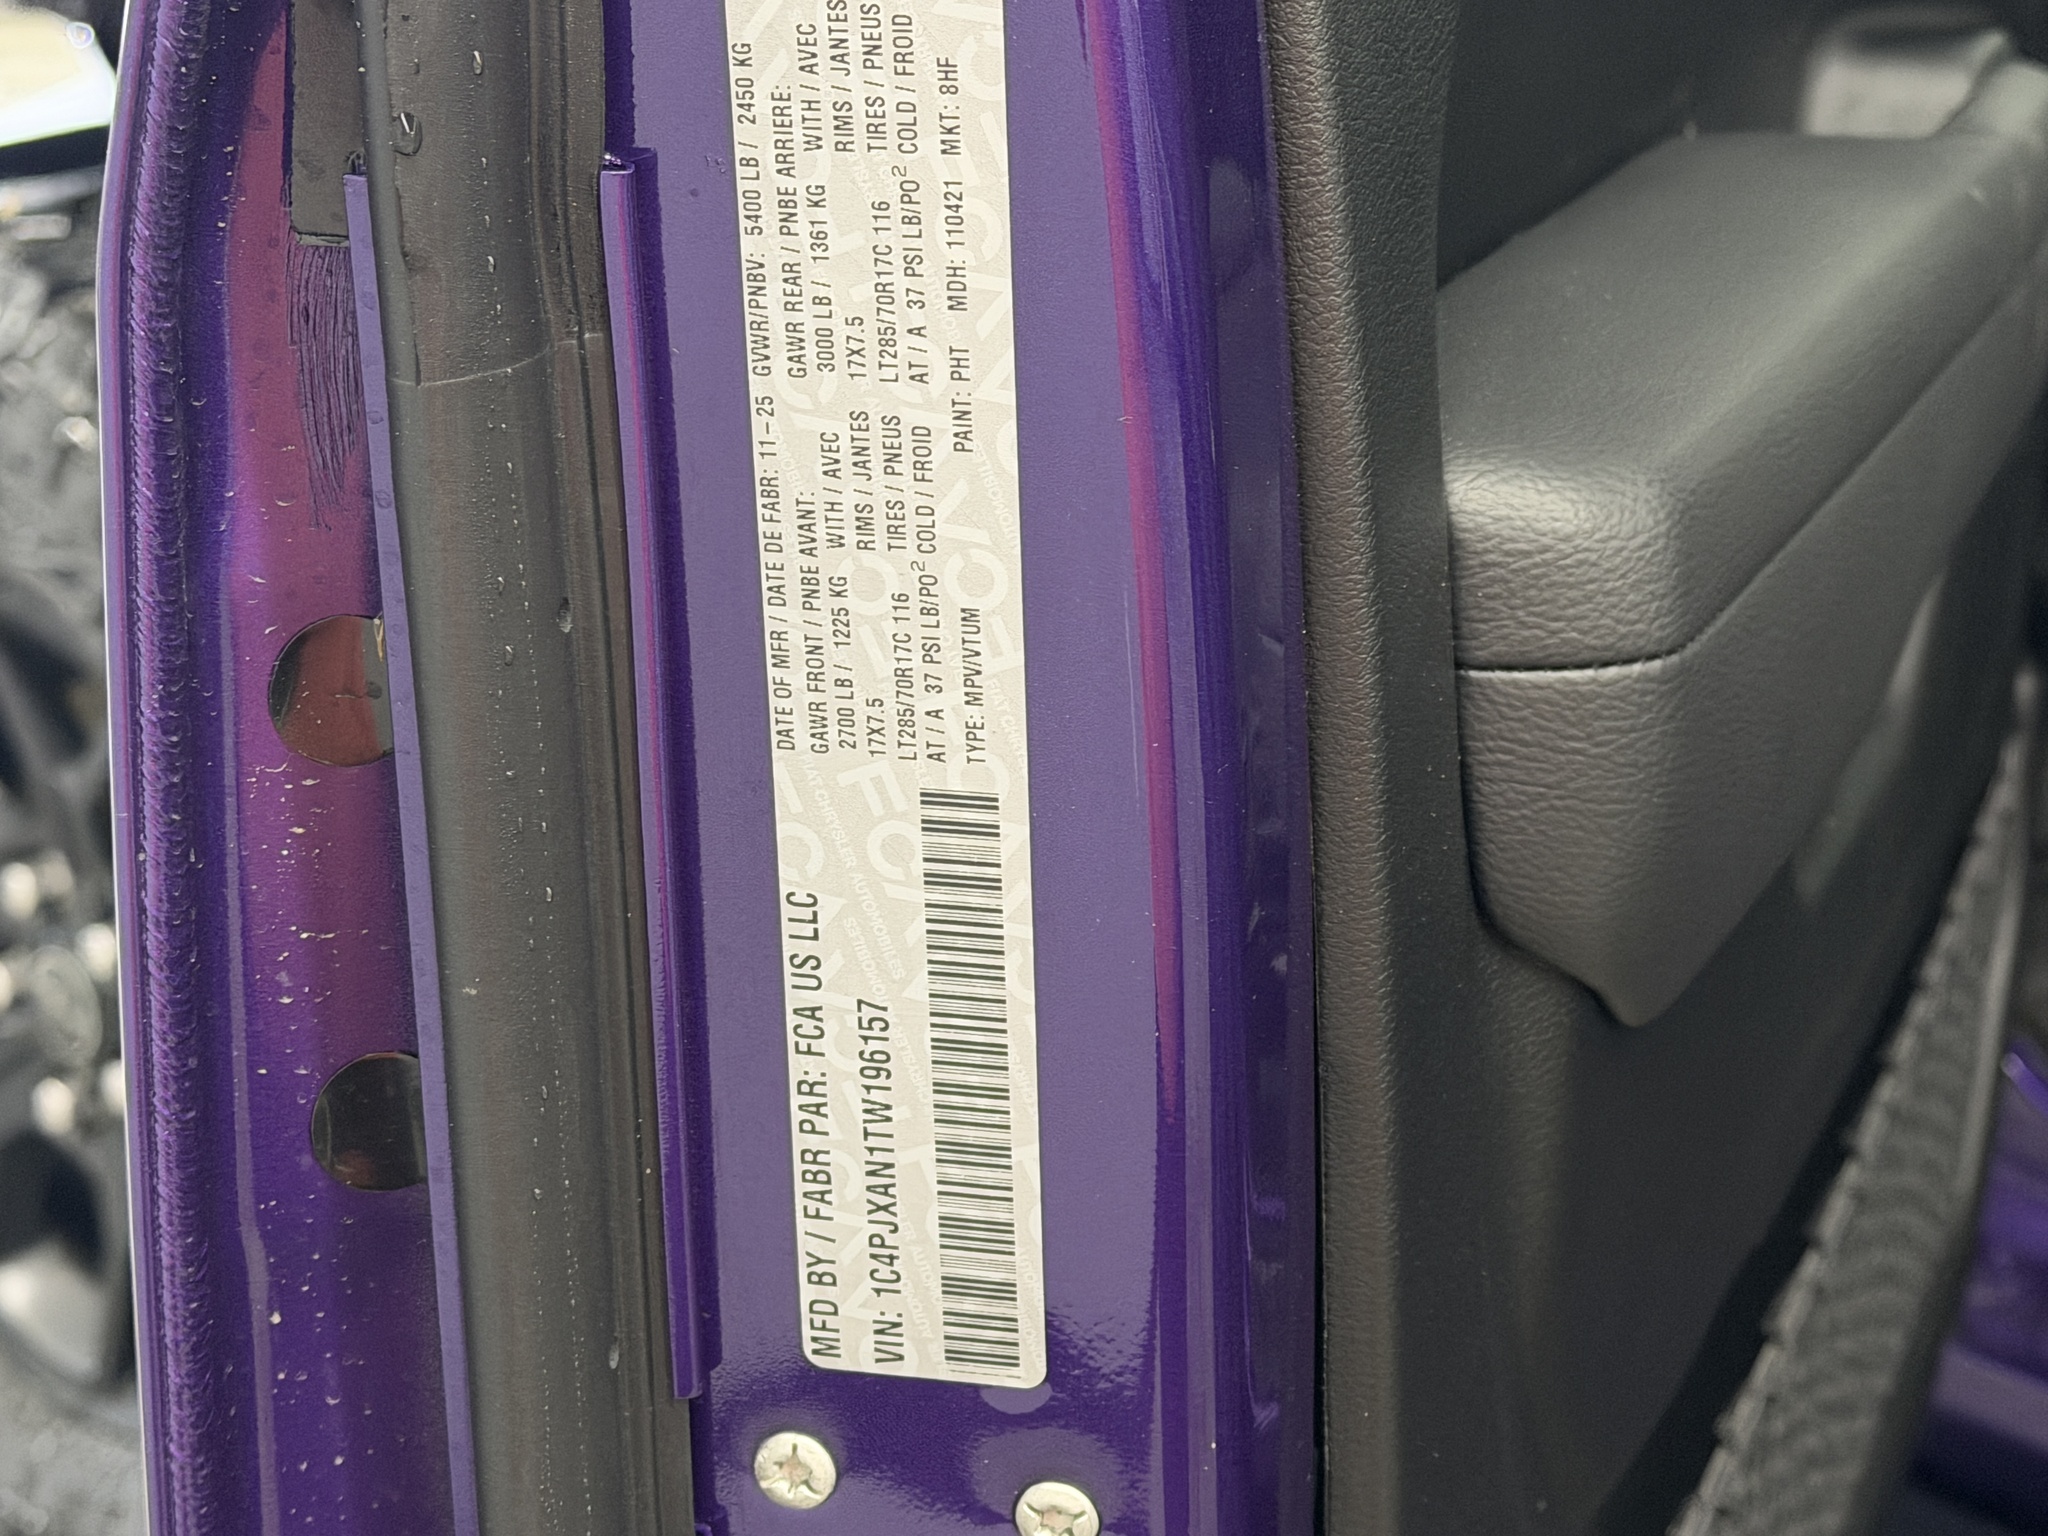 MFD BY / FABR PAR: FCA US LLC
DATE OF MFR / DATE DE FABR: 11-25 GVWR/PNBV: 5400 LB / 2450 KG
GAWR FRONT / PNBE AVANT: GAWR REAR / PNBE ARRIERE:
2700 LB / 1225 KG WITH / AVEC 3000 LB / 1361 KG WITH / AVEC
17X7.5 RIMS / JANTES 17X7.5 RIMS / JANTES
LT285/70R17C 116 TIRES / PNEUS LT285/70R17C 116 TIRES / PNEUS
AT / A 37 PSI LB/PO² COLD / FROID AT / A 37 PSI LB/PO² COLD / FROID
VIN: 1C4PJXAN1TW196157
TYPE: MPV/VTUM PAINT: PHT MDH: 110421 MKT: 8HF